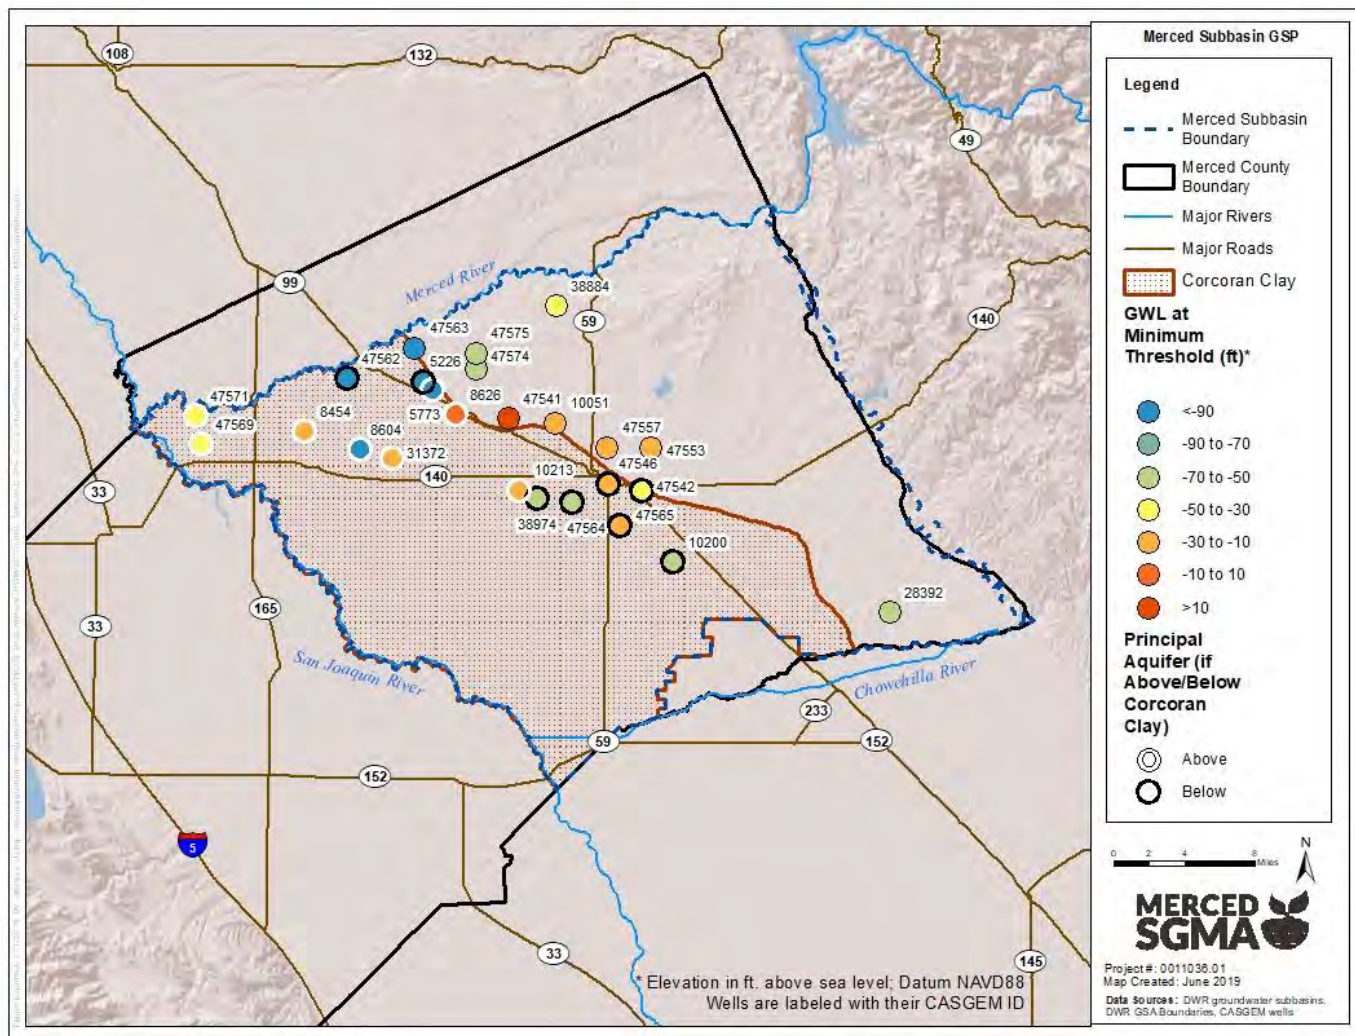 Merced Subbasin GSP
Legend
Merced Subbasin
Boundary
Merced County
Boundary
Major Rivers
Major Roads
Corcoran Clay
GWL at
Minimum
Threshold (ft)*
<-90
-90 to -70
-70 to -50
-50 to -30
-30 to -10
-10 to 10
>10
Principal
Aquifer (if
Above/Below
Corcoran
Clay)
Above
Below
0 2 4 8
Miles
N
MERCED
SGMA
Project #: 0011036.01
Map Created: June 2019
Data Sources: DWR groundwater subbasins,
DWR GSA Boundaries, CASGEM wells
108
132
49
99
Merced River
38884
59
140
47563
47575
47562
5226
47574
47571
8626
47541
10051
8454
5773
47557
47569
8604
47553
31372
10213
47546
140
47542
33
38974
47564
47565
10200
165
28392
33
San Joaquin River
Chowchilla River
233
59
152
152
5
33
145
* Elevation in ft. above sea level; Datum NAVD88
Wells are labeled with their CASGEM ID